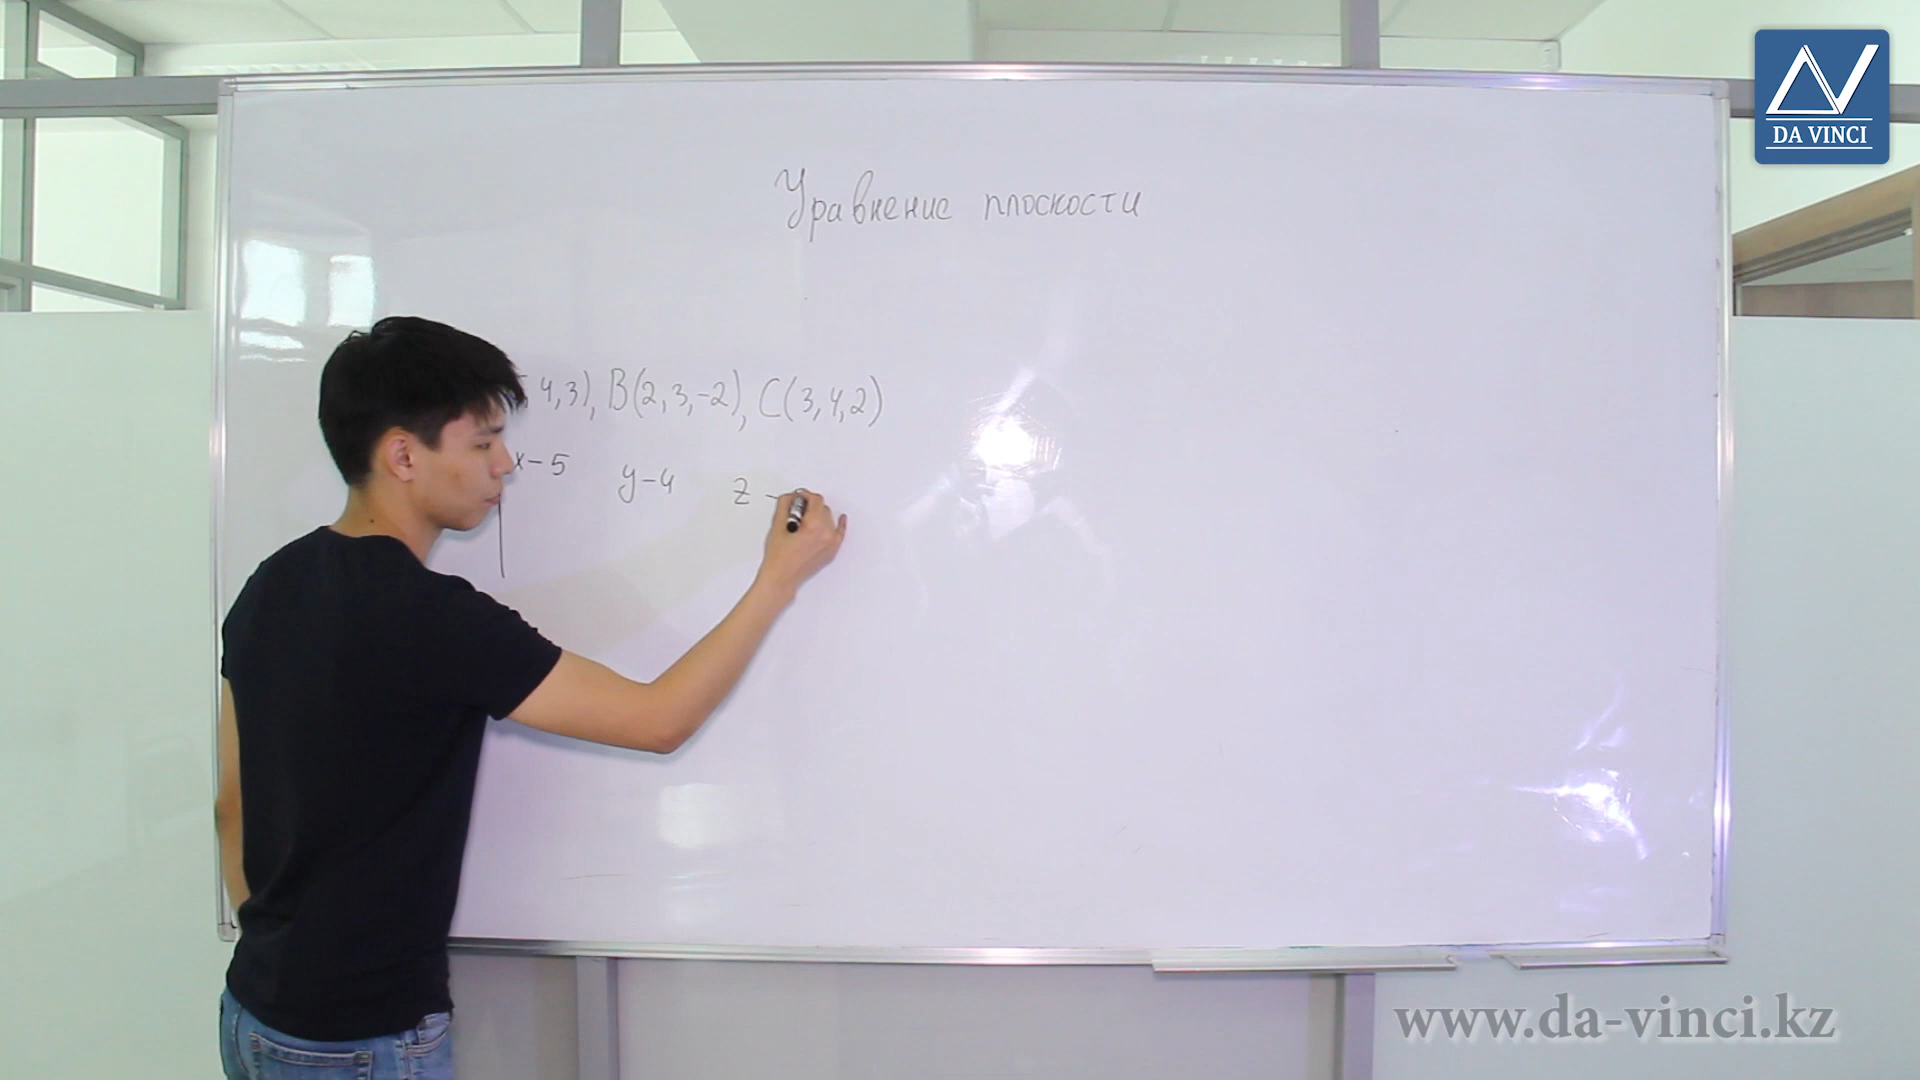 DA VINCI
Уравнение плоскости
4,3), B(2,3,-2), C(3,4,2)
x-5 y-4 z -
www.da-vinci.kz